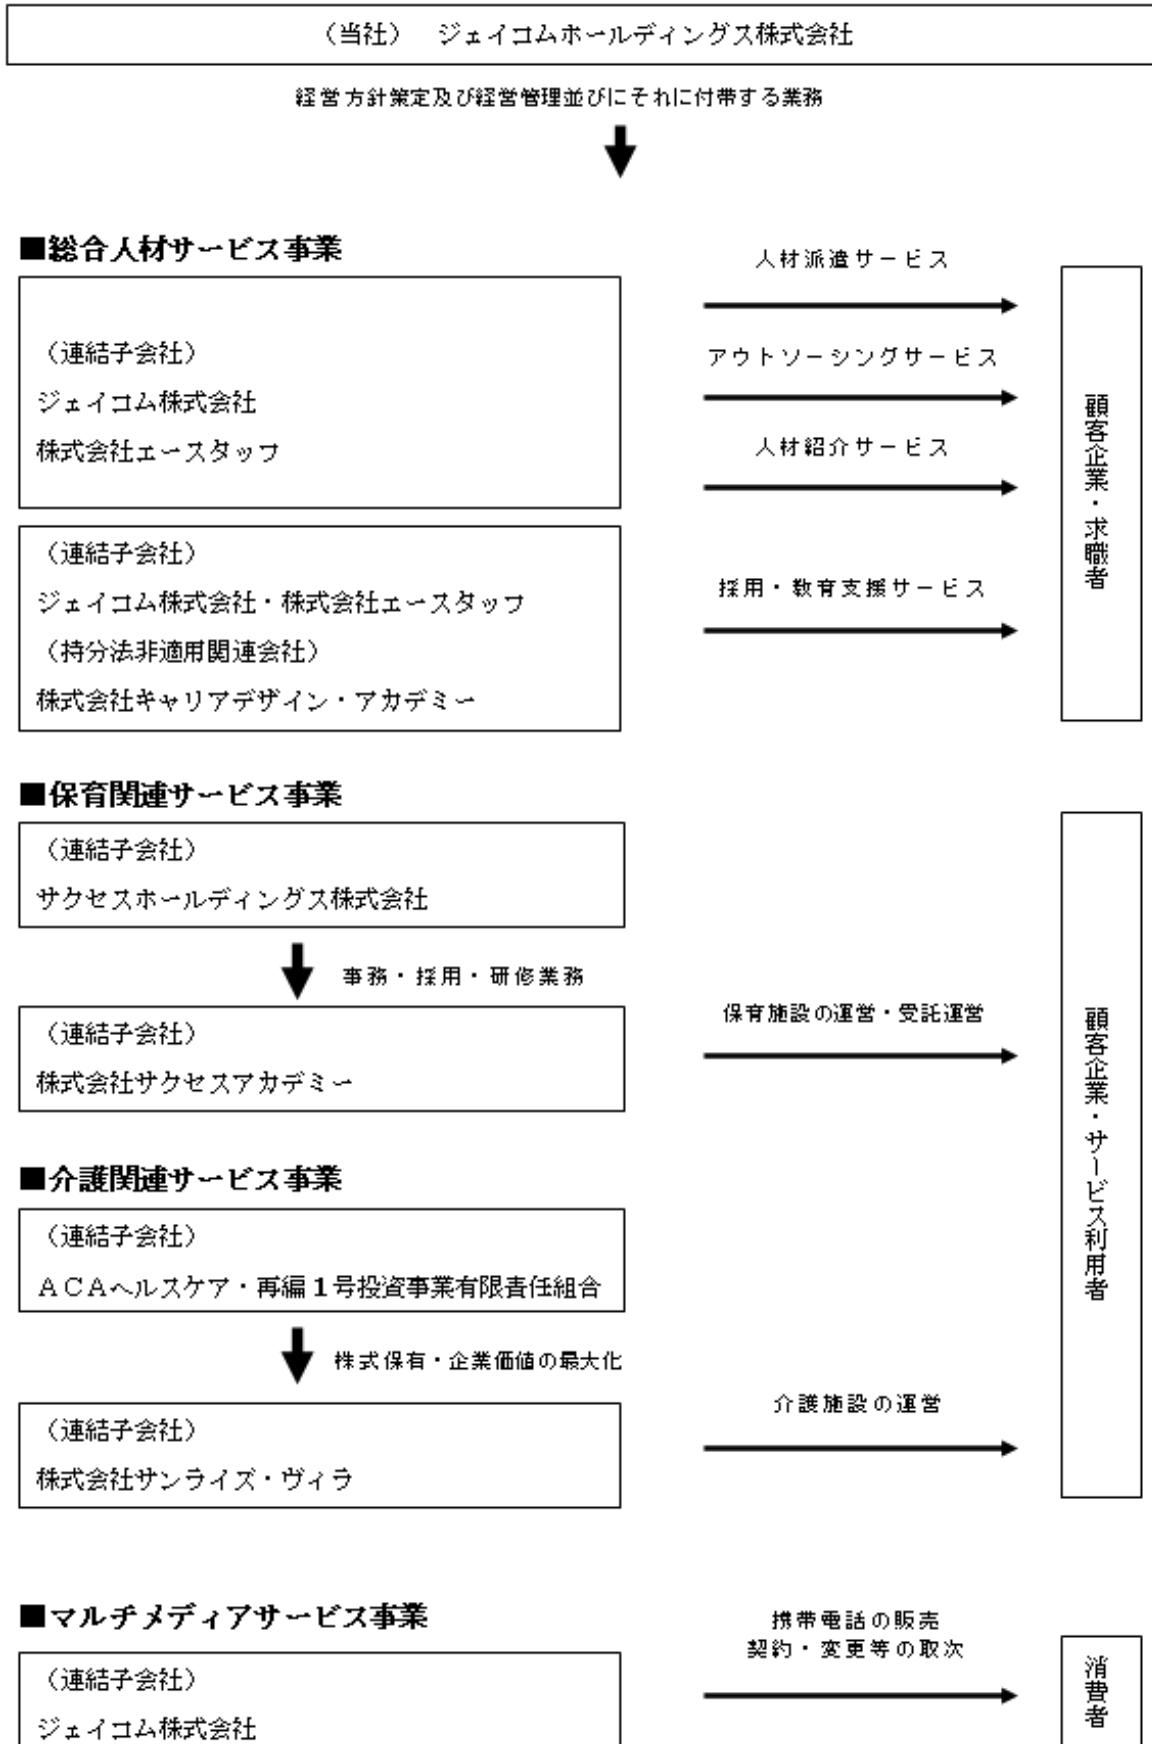 （当社）　ジェイコムホールディングス株式会社
経営方針策定及び経営管理並びにそれに付帯する業務
■総合人材サービス事業
（連結子会社）
ジェイコム株式会社
株式会社エースタッフ
人材派遣サービス
アウトソーシングサービス
人材紹介サービス
（連結子会社）
ジェイコム株式会社・株式会社エースタッフ
（持分法非適用関連会社）
株式会社キャリアデザイン・アカデミー
採用・教育支援サービス
顧客企業・求職者
■保育関連サービス事業
（連結子会社）
サクセスホールディングス株式会社
事務・採用・研修業務
（連結子会社）
株式会社サクセスアカデミー
保育施設の運営・受託運営
■介護関連サービス事業
（連結子会社）
ＡＣＡヘルスケア・再編１号投資事業有限責任組合
株式保有・企業価値の最大化
（連結子会社）
株式会社サンライズ・ヴィラ
介護施設の運営
顧客企業・サービス利用者
■マルチメディアサービス事業
（連結子会社）
ジェイコム株式会社
携帯電話の販売
契約・変更等の取次
消費者